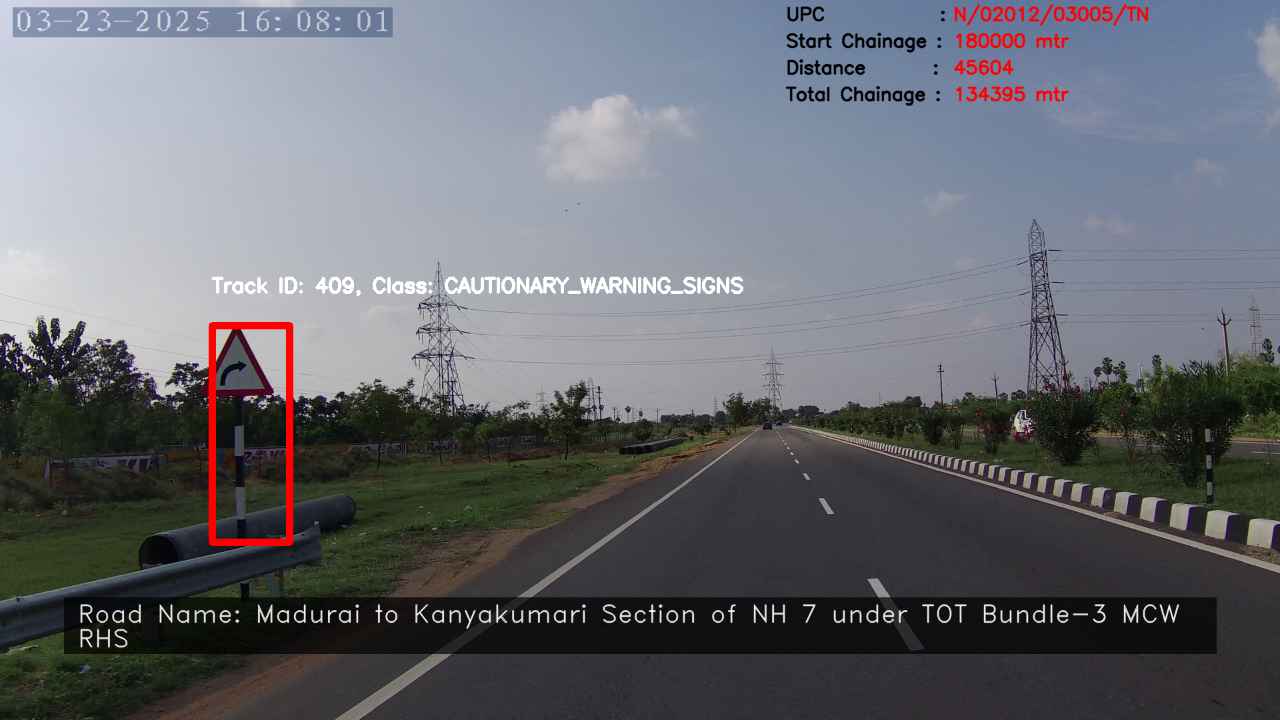 03-23-2025 16:08:01
UPC : N/02012/03005/TN
Start Chainage : 180000 mtr
Distance : 45604
Total Chainage : 134395 mtr
Track ID: 409, Class: CAUTIONARY_WARNING_SIGNS
Road Name: Madurai to Kanyakumari Section of NH 7 under TOT Bundle-3 MCW
RHS